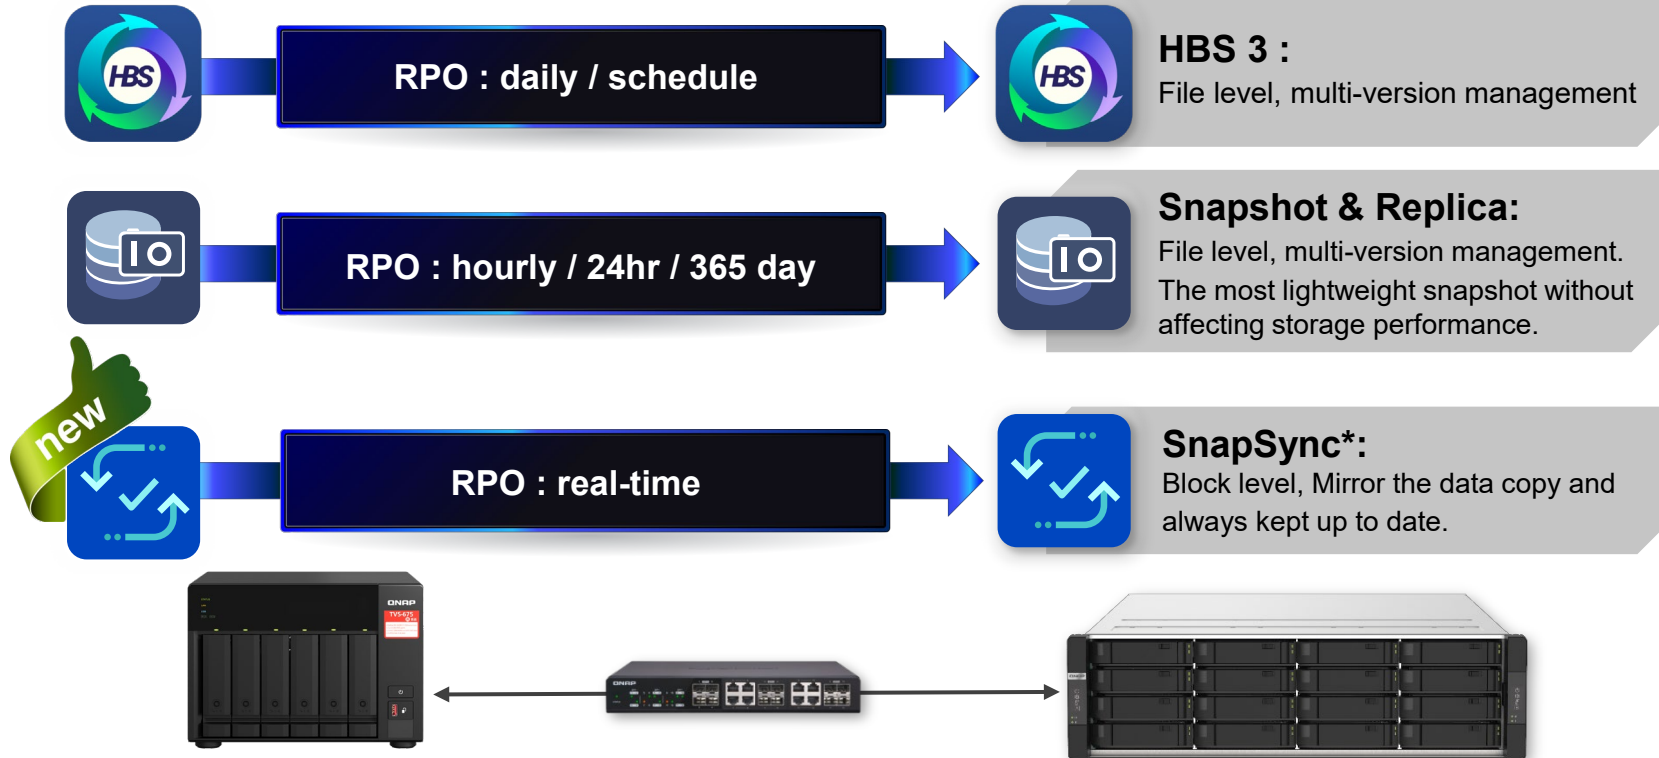 HBS
RPO : daily / schedule
HBS
HBS 3 :
File level, multi-version management
RPO : hourly / 24hr / 365 day
Snapshot & Replica:
File level, multi-version management.
The most lightweight snapshot without
affecting storage performance.
new
RPO : real-time
SnapSync*:
Block level, Mirror the data copy and
always kept up to date.
QNAP
TVS-675
QNAP